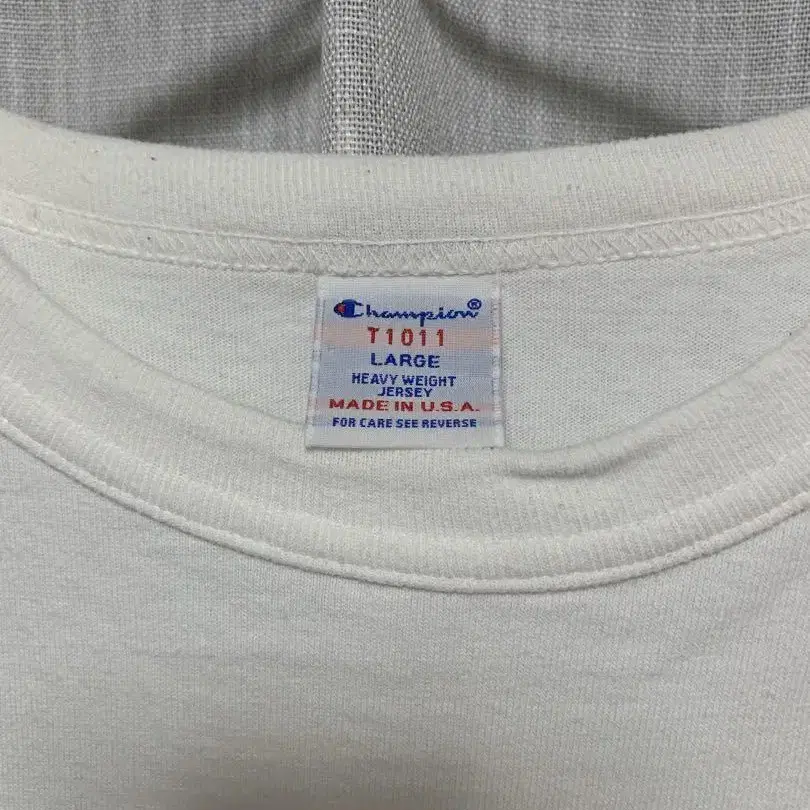 Champion®
T1011
LARGE
HEAVY WEIGHT
JERSEY
MADE IN U.S.A.
FOR CARE SEE REVERSE